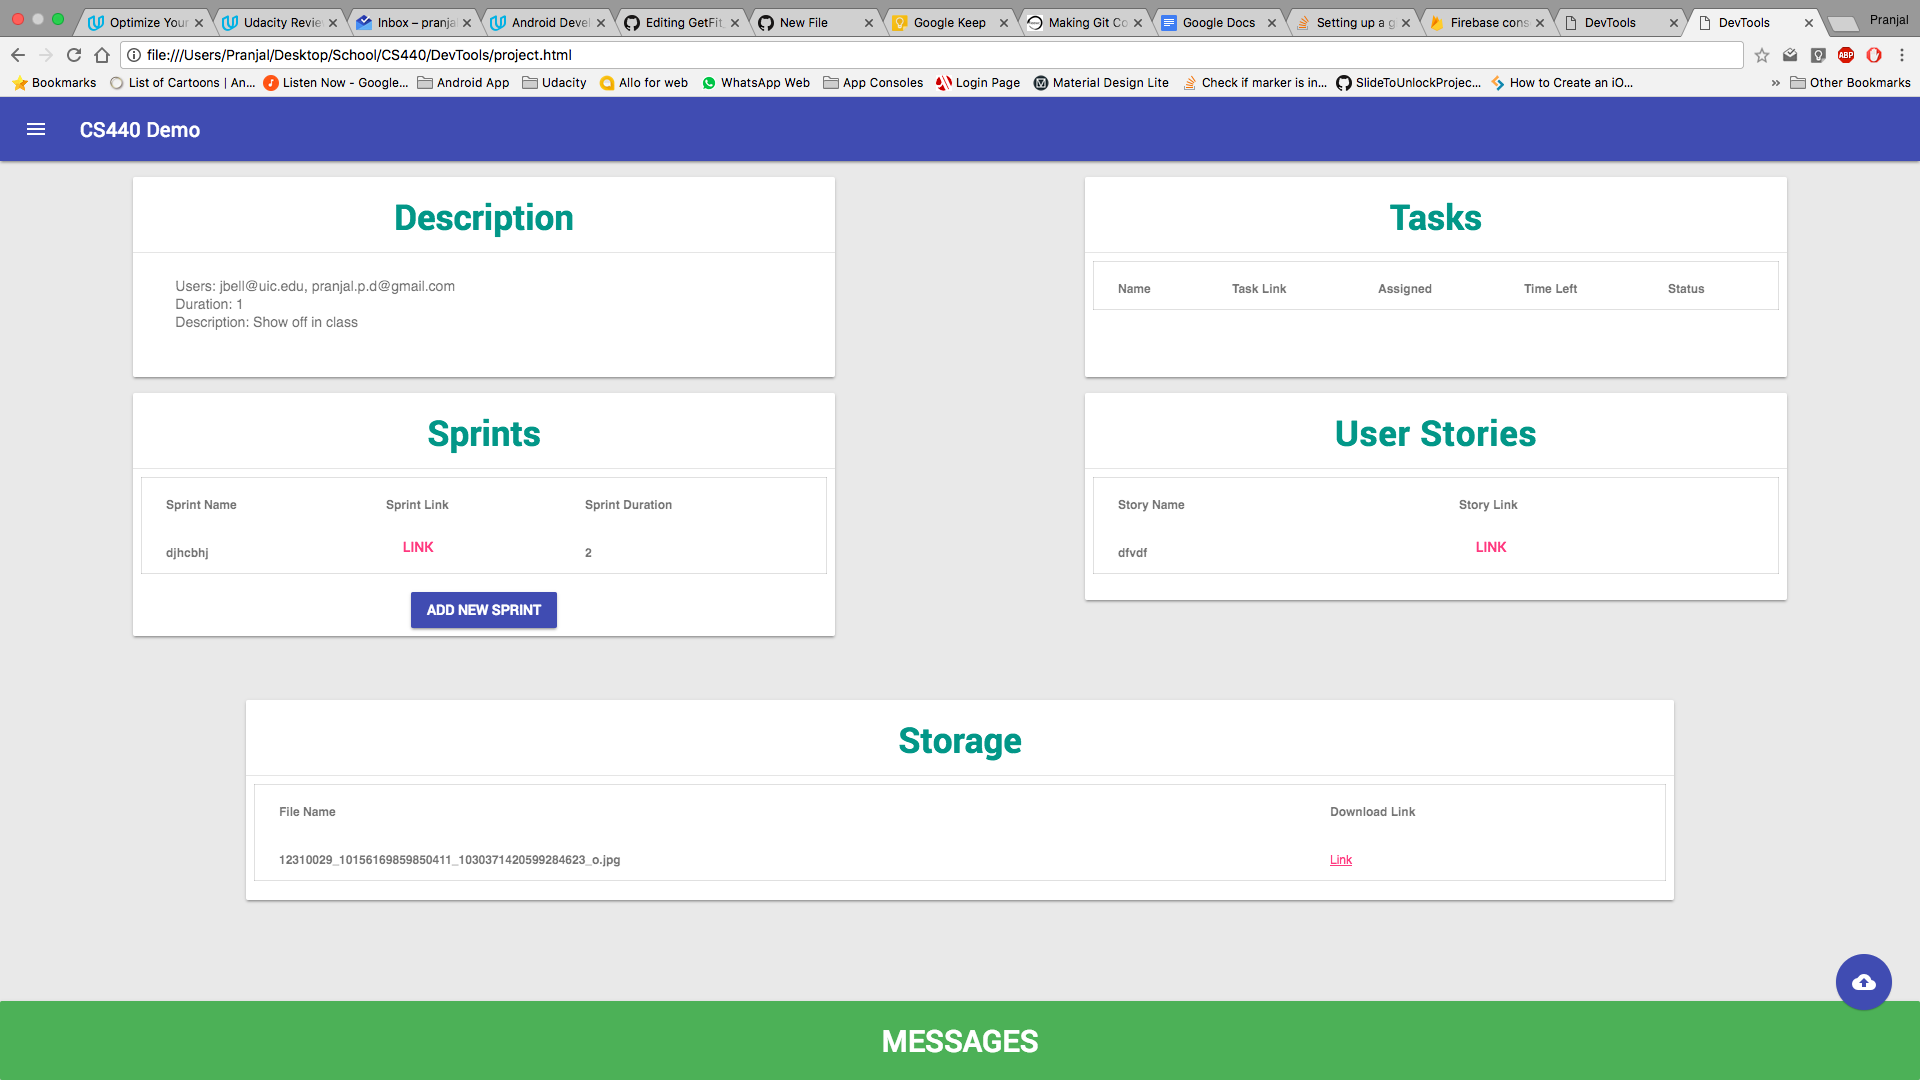 Optimize Your
Udacity Revie
Inbox – pranja
Android Devel
Editing GetFit
New File
Google Keep
Making Git Co
Google Docs
Setting up a g
Firebase cons
DevTools
DevTools
Pranjal
file:///Users/Pranjal/Desktop/School/CS440/DevTools/project.html
ABP
Bookmarks
List of Cartoons | An...
Listen Now - Google...
Android App
Udacity
Allo for web
WhatsApp Web
App Consoles
Login Page
Material Design Lite
Check if marker is in...
SlideToUnlockProjec...
How to Create an iO...
»
Other Bookmarks
CS440 Demo
Description
Users: jbell@uic.edu, pranjal.p.d@gmail.com
Duration: 1
Description: Show off in class
Tasks
Name Task Link Assigned Time Left Status
Sprints
Sprint Name Sprint Link Sprint Duration
djhcbhj LINK 2
ADD NEW SPRINT
User Stories
Story Name Story Link
dfvdf LINK
Storage
File Name Download Link
12310029_10156169859850411_1030371420599284623_o.jpg Link
MESSAGES